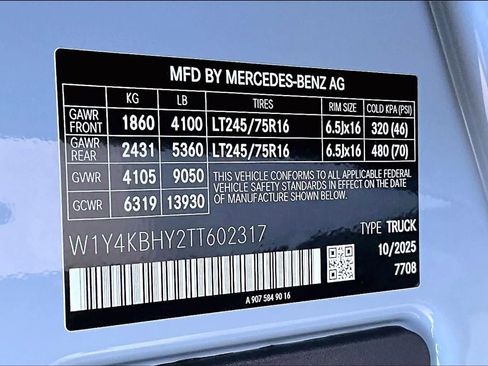 MFD BY MERCEDES-BENZ AG
KG LB TIRES RIM SIZE COLD KPA (PSI)
GAWR FRONT 1860 4100 LT245/75R16 6.5Jx16 320 (46)
GAWR REAR 2431 5360 LT245/75R16 6.5Jx16 480 (70)
GVWR 4105 9050 THIS VEHICLE CONFORMS TO ALL APPLICABLE FEDERAL
GCWR 6319 13930 VEHICLE SAFETY STANDARDS IN EFFECT ON THE DATE OF
MANUFACTURE SHOWN BELOW.
W1Y4KBHY2TT602317
TYPE TRUCK
10/2025
7708
A 907 584 90 16